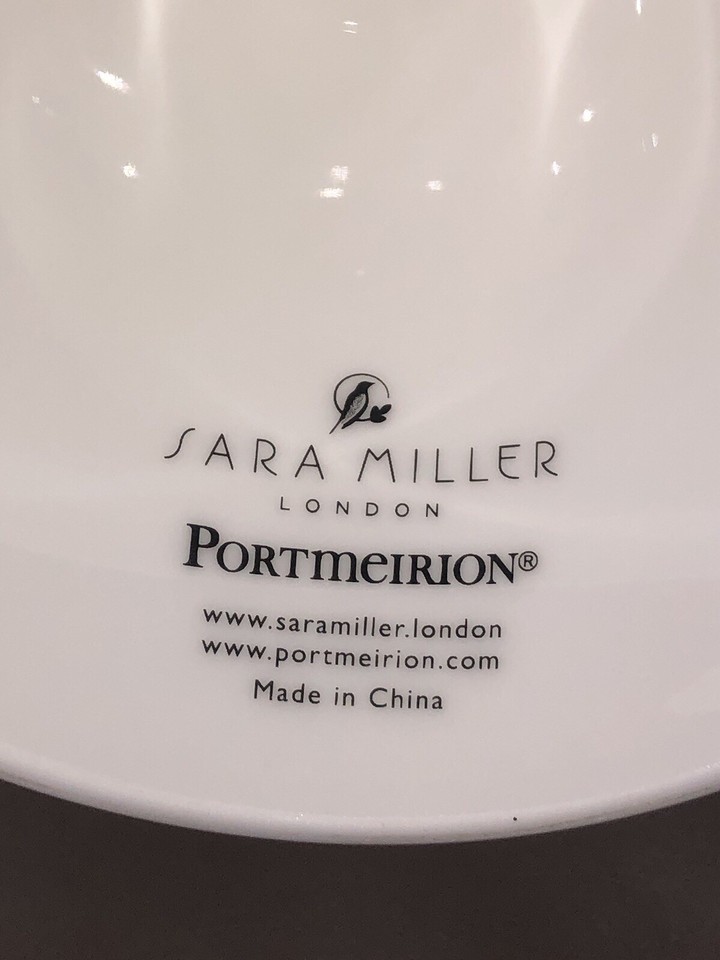 SARA MILLER
LONDON
PORTMEIRION®
www.saramiller.london
www.portmeirion.com
Made in China